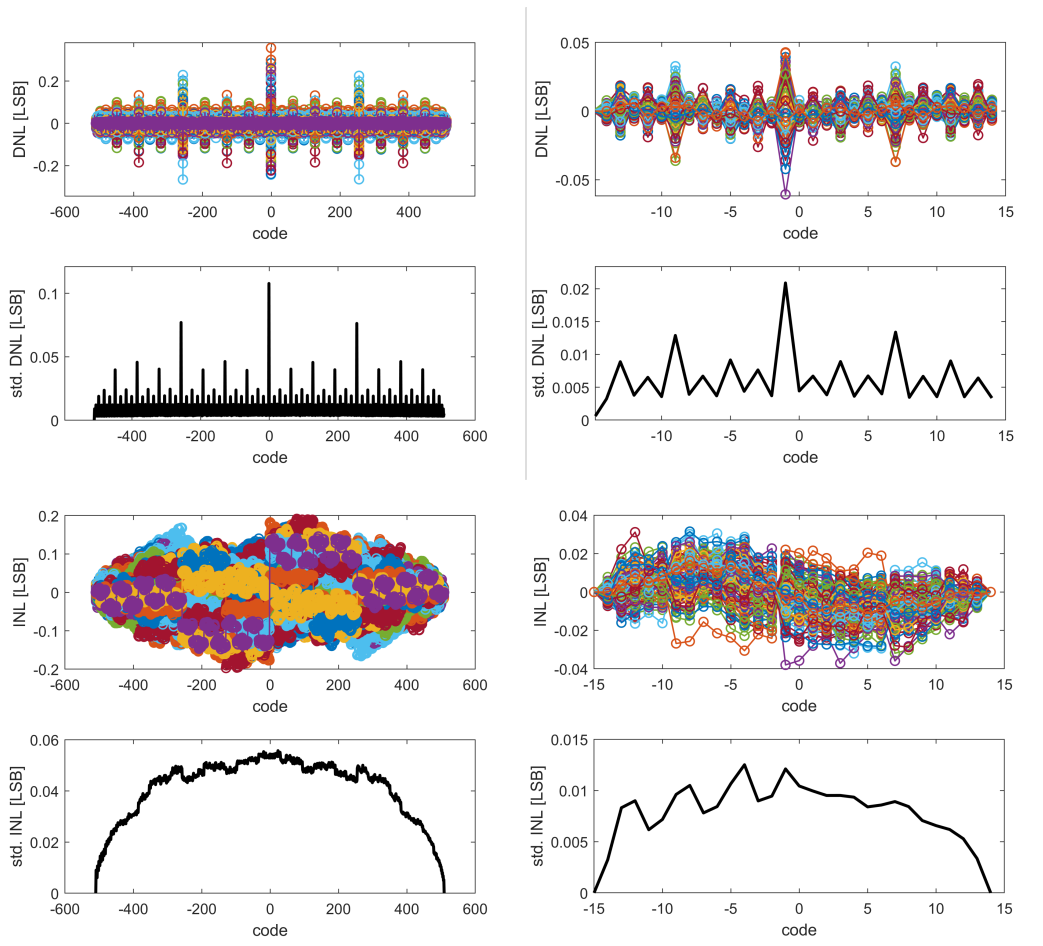 0.2
0
-0.2
DNL [LSB]
-600 -400 -200 0 200 400
code
0.05
0
-0.05
DNL [LSB]
-10 -5 0 5 10 15
code
0.1
0.05
0
std. DNL [LSB]
-400 -200 0 200 400 600
code
0.02
0.015
0.01
0.005
0
std. DNL [LSB]
-10 -5 0 5 10 15
code
0.2
0.1
0
-0.1
-0.2
INL [LSB]
-600 -400 -200 0 200 400 600
code
0.04
0.02
0
-0.02
-0.04
INL [LSB]
-15 -10 -5 0 5 10 15
code
0.06
0.04
0.02
0
std. INL [LSB]
-600 -400 -200 0 200 400 600
code
0.015
0.01
0.005
0
std. INL [LSB]
-15 -10 -5 0 5 10 15
code